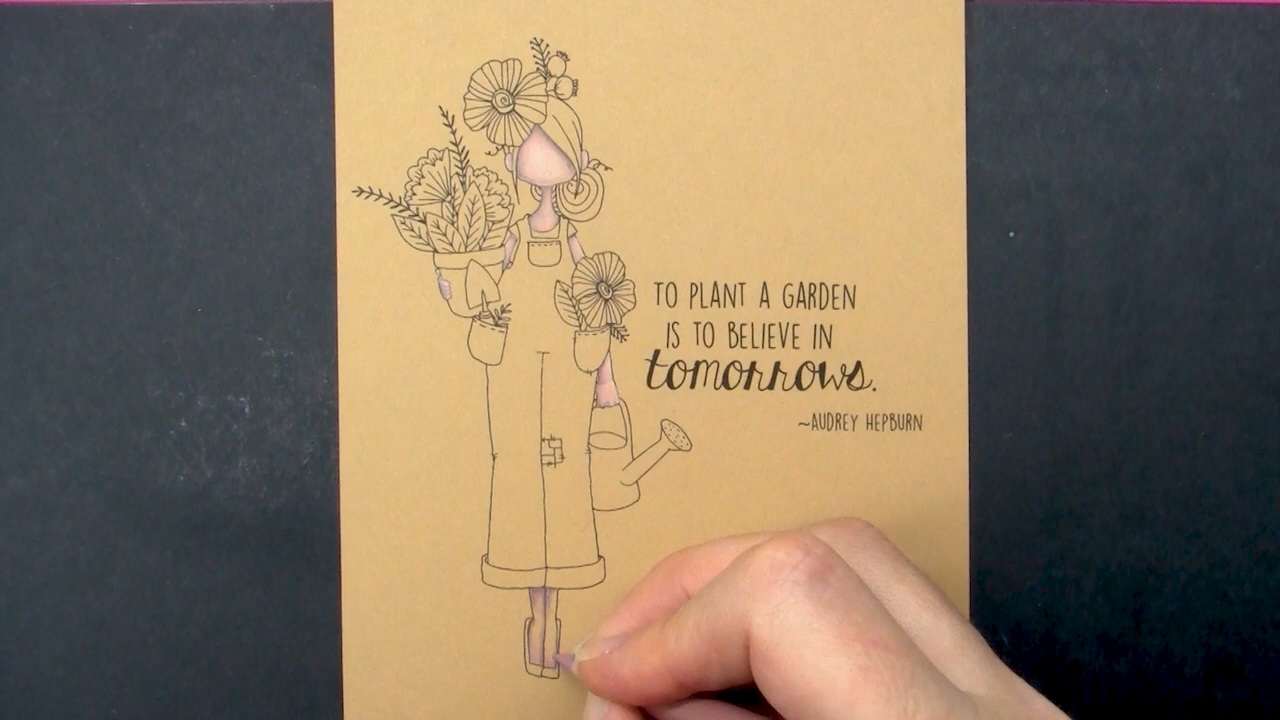 TO PLANT A GARDEN
IS TO BELIEVE IN
tomorrows.
~AUDREY HEPBURN